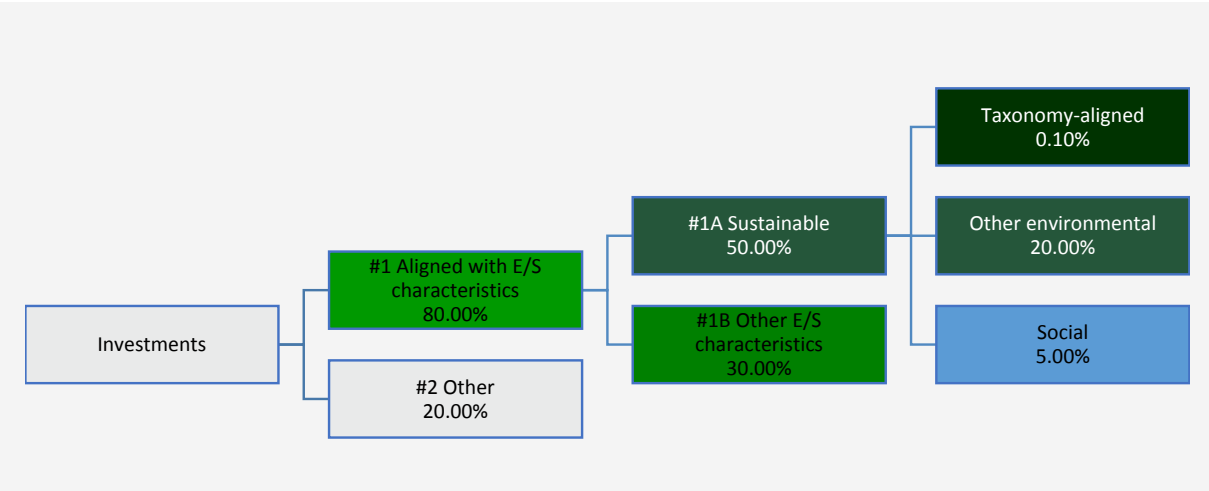 Investments
#1 Aligned with E/S
characteristics
80.00%
#2 Other
20.00%
#1A Sustainable
50.00%
#1B Other E/S
characteristics
30.00%
Taxonomy-aligned
0.10%
Other environmental
20.00%
Social
5.00%